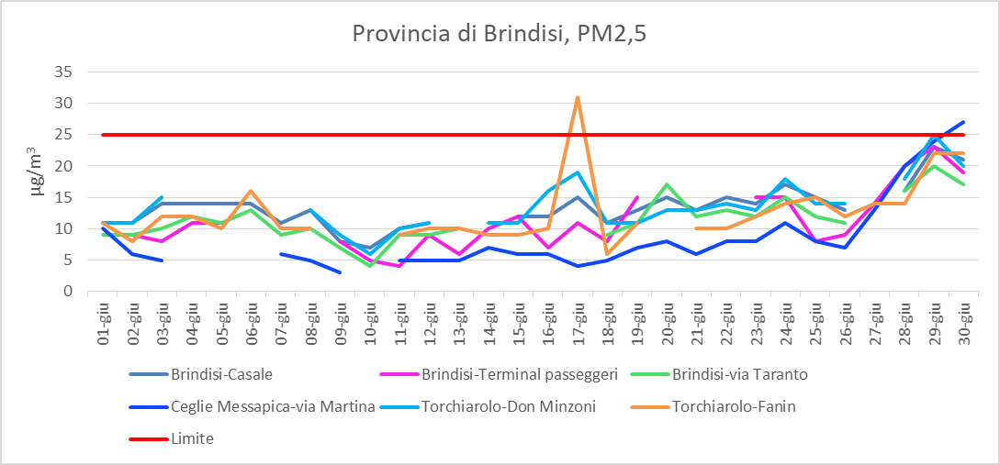 Provincia di Brindisi, PM2,5
µg/m³
35
30
25
20
15
10
5
0
01-giu
02-giu
03-giu
04-giu
05-giu
06-giu
07-giu
08-giu
09-giu
10-giu
11-giu
12-giu
13-giu
14-giu
15-giu
16-giu
17-giu
18-giu
19-giu
20-giu
21-giu
22-giu
23-giu
24-giu
25-giu
26-giu
27-giu
28-giu
29-giu
30-giu
Brindisi-Casale
Brindisi-Terminal passeggeri
Brindisi-via Taranto
Ceglie Messapica-via Martina
Torchiarolo-Don Minzoni
Torchiarolo-Fanin
Limite